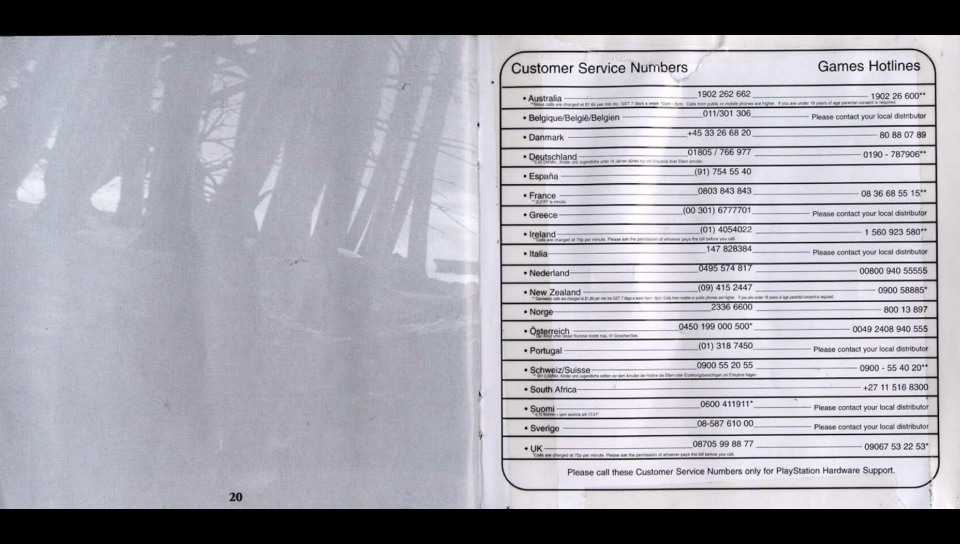 20
Customer Service Numbers Games Hotlines
• Australia 1902 262 662 1902 26 600**
• Belgique/België/Belgien 011/301 306 Please contact your local distributor
• Danmark +45 33 26 68 20 80 88 07 89
• Deutschland 01805 / 766 977 0190 - 787906**
• España (91) 754 55 40
• France 0803 843 843 08 36 68 55 15**
• Greece (00 301) 6777701 Please contact your local distributor
• Ireland (01) 4054022 1 560 923 580**
*Calls are charged at 75p per minute. Please ask the permission of whoever pays the bill before you call.
• Italia 147 828384 Please contact your local distributor
• Nederland 0495 574 817 00800 940 55555
• New Zealand (09) 415 2447 0900 58885*
• Norge 2336 6600 800 13 897
• Österreich 0450 199 000 500* 0049 2408 940 555
• Portugal (01) 318 7450 Please contact your local distributor
• Schweiz/Suisse 0900 55 20 55 0900 - 55 40 20**
• South Africa +27 11 516 8300
• Suomi 0600 411911* Please contact your local distributor
• Sverige 08-587 610 00 Please contact your local distributor
• UK 08705 99 88 77 09067 53 22 53*
*Calls are charged at 75p per minute. Please ask the permission of whoever pays the bill before you call.
Please call these Customer Service Numbers only for PlayStation Hardware Support.